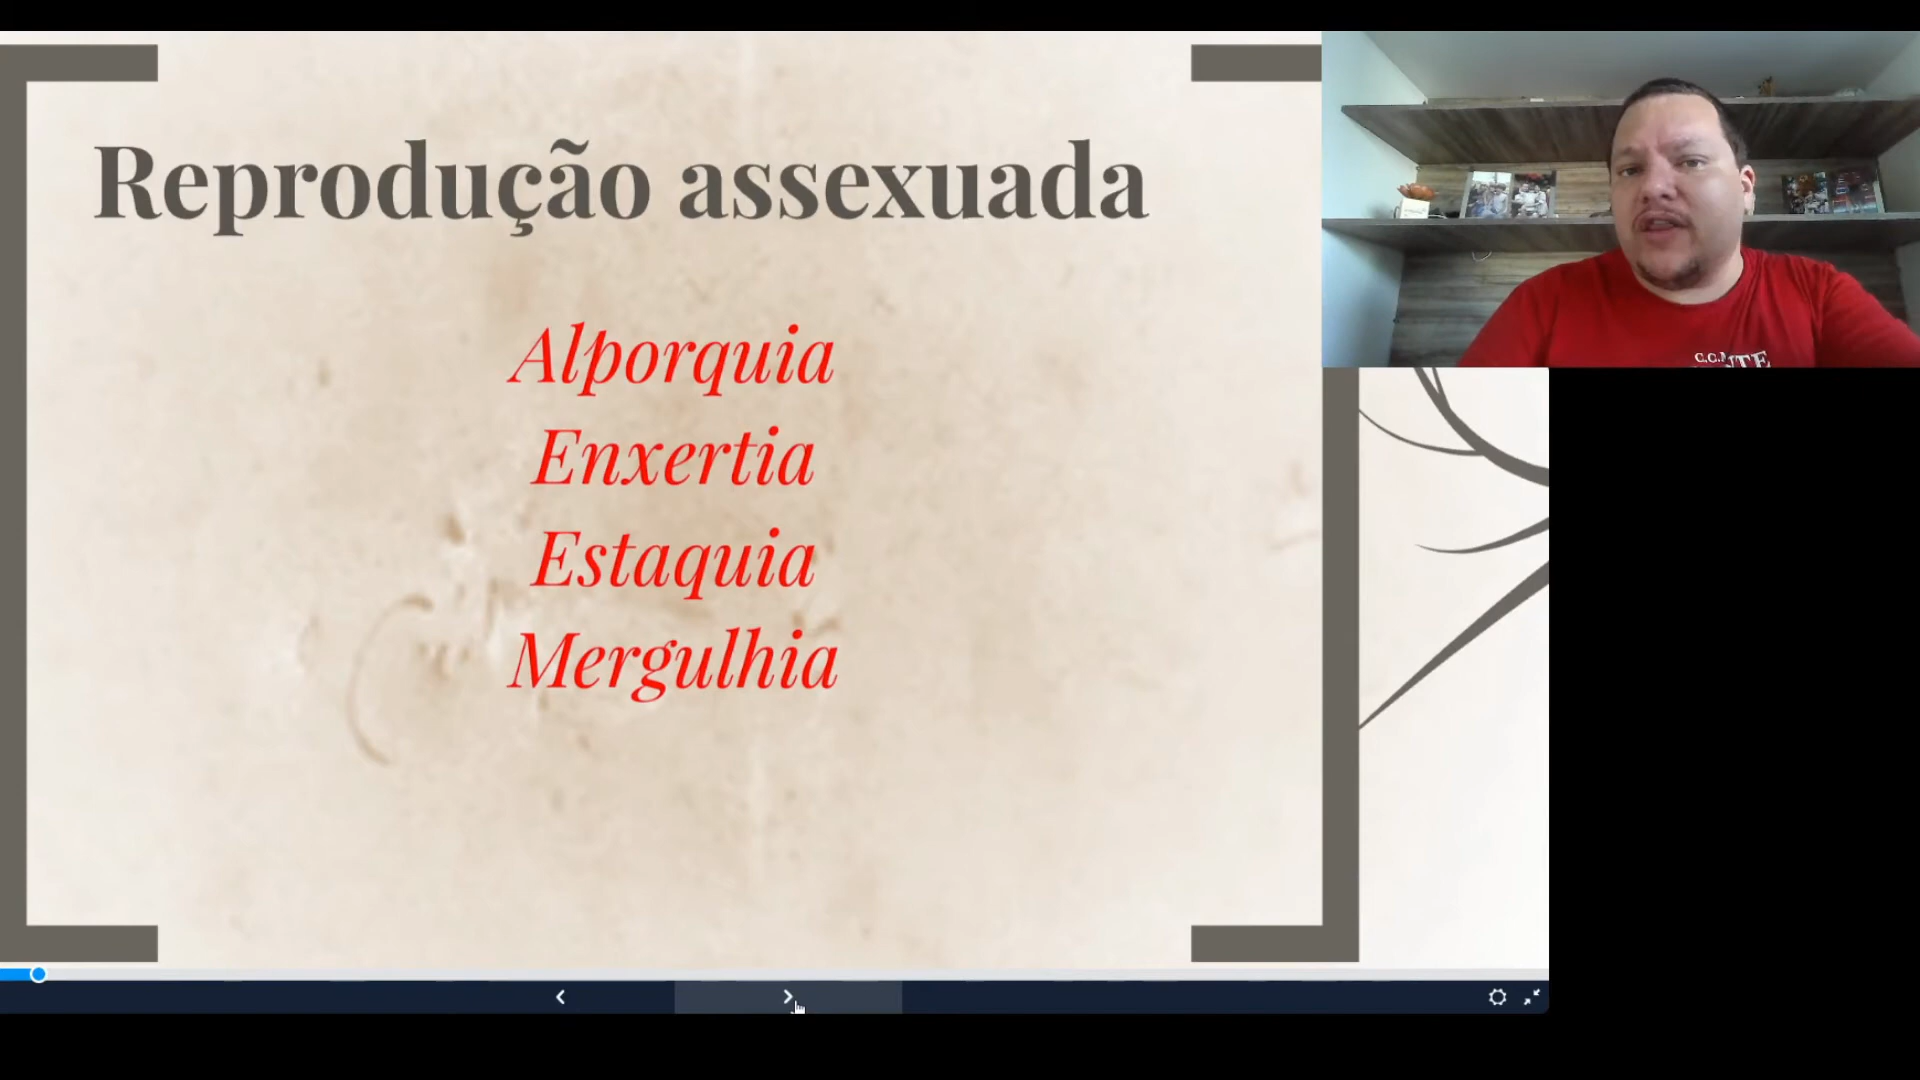 Reprodução assexuada
Alporquia
Enxertia
Estaquia
Mergulhia